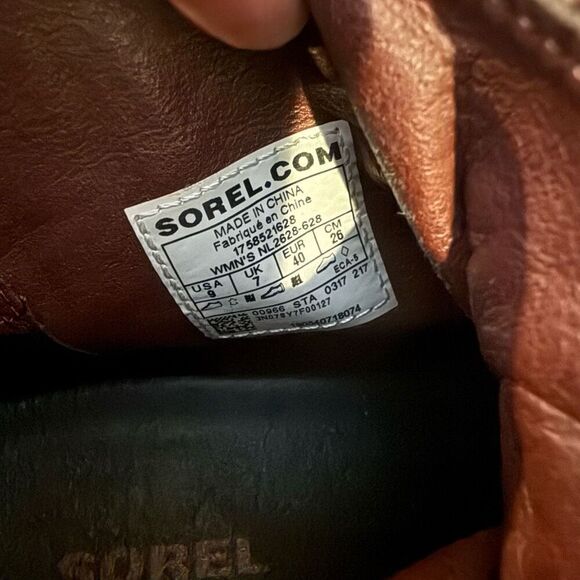 SOREL.COM
MADE IN CHINA
Fabriqué en Chine
1758521628
WMN'S NL2628-628
USA UK EUR CM
9 7 40 26
ECA-5
00966 STA 0317 217
SOREL